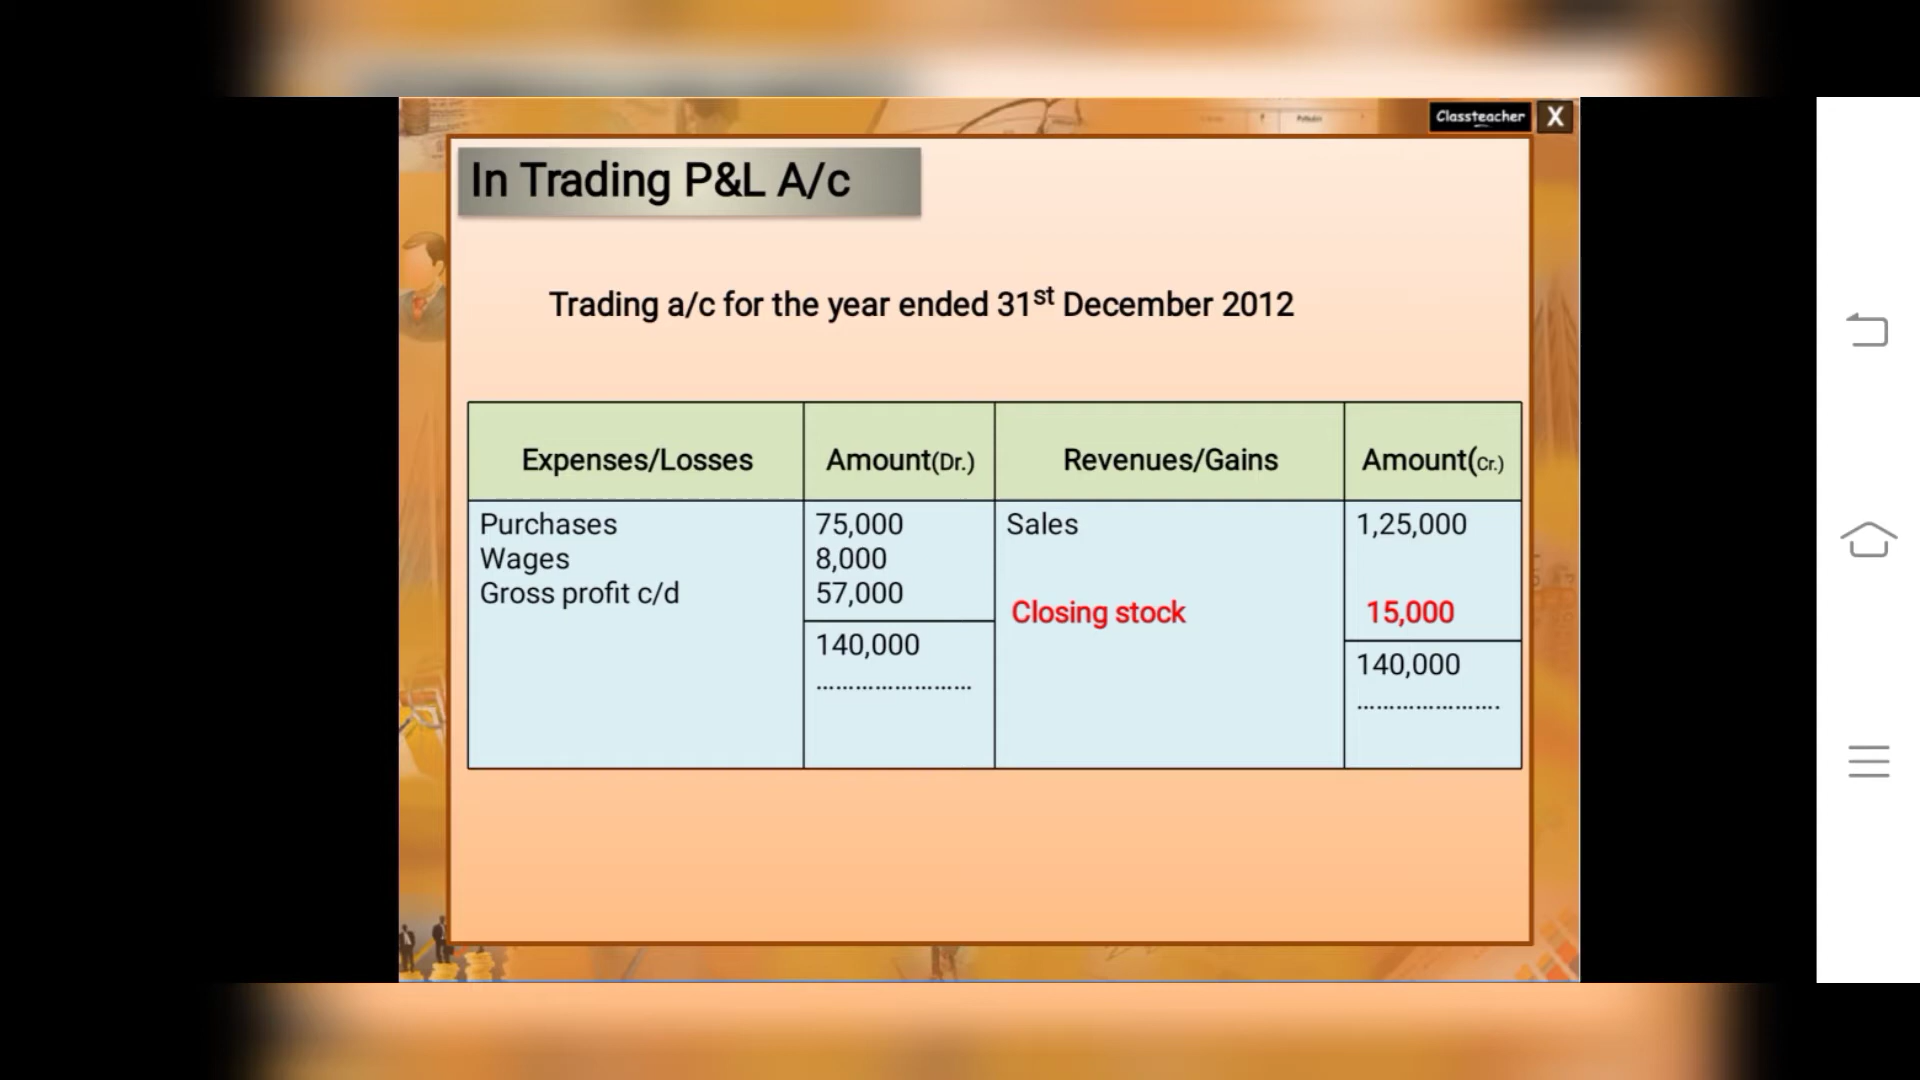 Classteacher X
In Trading P&L A/c
Trading a/c for the year ended 31st December 2012
Expenses/Losses Amount(Dr.) Revenues/Gains Amount(Cr.)
Purchases 75,000 Sales 1,25,000
Wages 8,000
Gross profit c/d 57,000
Closing stock 15,000
140,000
140,000